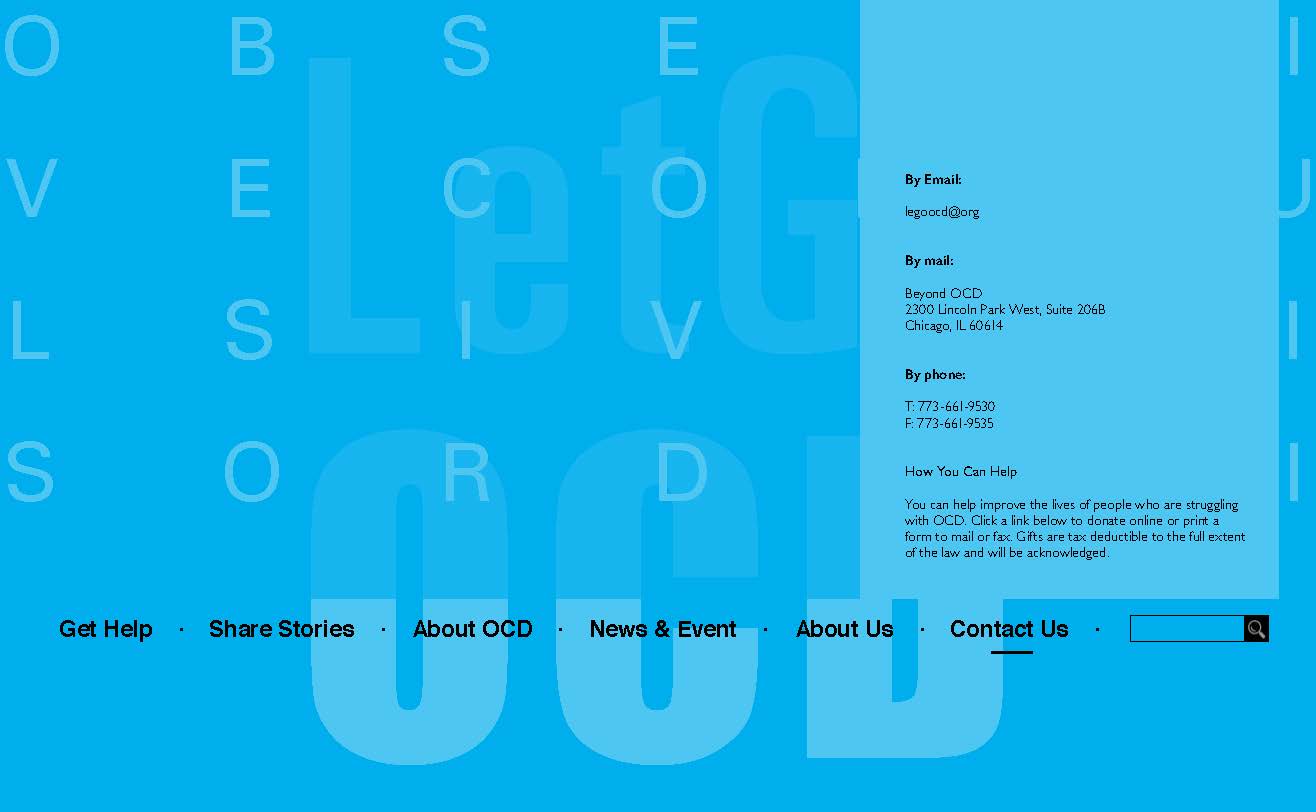 O B S E I
V E C O U
L S I V I
S O R D I
LetG
OCD
By Email:
legoocd@org
By mail:
Beyond OCD
2300 Lincoln Park West, Suite 206B
Chicago, IL 60614
By phone:
T: 773-661-9530
F: 773-661-9535
How You Can Help
You can help improve the lives of people who are struggling
with OCD. Click a link below to donate online or print a
form to mail or fax. Gifts are tax deductible to the full extent
of the law and will be acknowledged.
Get Help · Share Stories · About OCD · News & Event · About Us · Contact Us ·